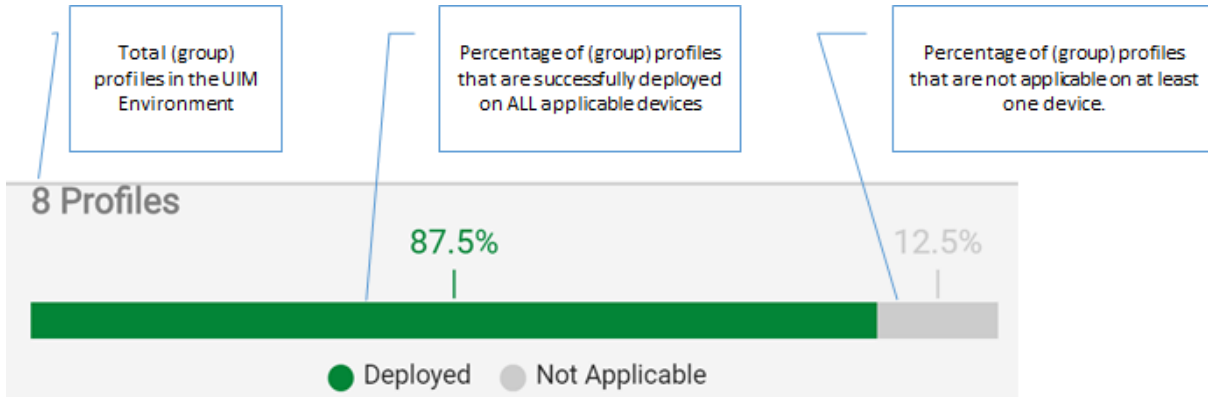 Total (group)
profiles in the UIM
Environment
Percentage of (group) profiles
that are successfully deployed
on ALL applicable devices
Percentage of (group) profiles
that are not applicable on at least
one device.
8 Profiles
87.5%
12.5%
Deployed
Not Applicable